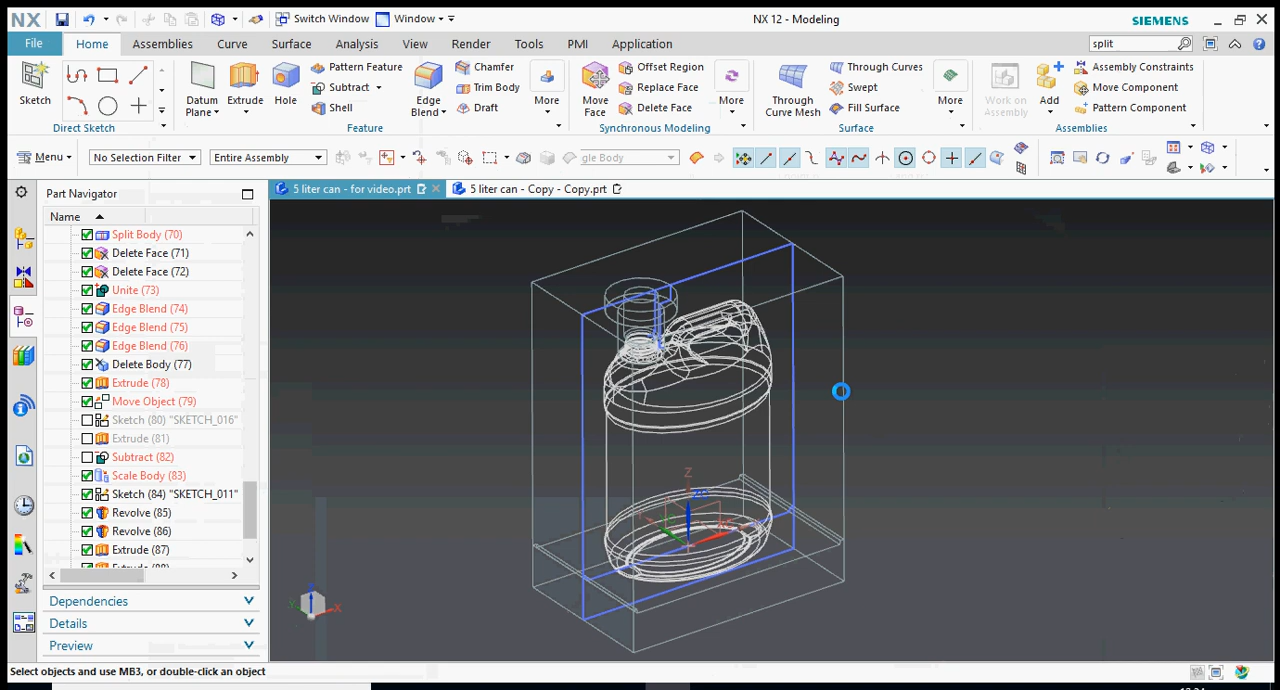 NX
Switch Window
Window
NX 12 - Modeling
SIEMENS
File
Home
Assemblies
Curve
Surface
Analysis
View
Render
Tools
PMI
Application
split
Sketch
Direct Sketch
Datum Plane
Extrude
Hole
Pattern Feature
Subtract
Shell
Edge Blend
Chamfer
Trim Body
Draft
More
Feature
Move Face
Offset Region
Replace Face
Delete Face
More
Synchronous Modeling
Through Curve Mesh
Through Curves
Swept
Fill Surface
More
Surface
Work on Assembly
Add
Assembly Constraints
Move Component
Pattern Component
Assemblies
Menu
No Selection Filter
Entire Assembly
gle Body
Part Navigator
5 liter can - for video.prt
5 liter can - Copy - Copy.prt
Name
Split Body (70)
Delete Face (71)
Delete Face (72)
Unite (73)
Edge Blend (74)
Edge Blend (75)
Edge Blend (76)
Delete Body (77)
Extrude (78)
Move Object (79)
Sketch (80) "SKETCH_016"
Extrude (81)
Subtract (82)
Scale Body (83)
Sketch (84) "SKETCH_011"
Revolve (85)
Revolve (86)
Extrude (87)
Extrude (88)
Dependencies
Details
Preview
Z
X
Select objects and use MB3, or double-click an object